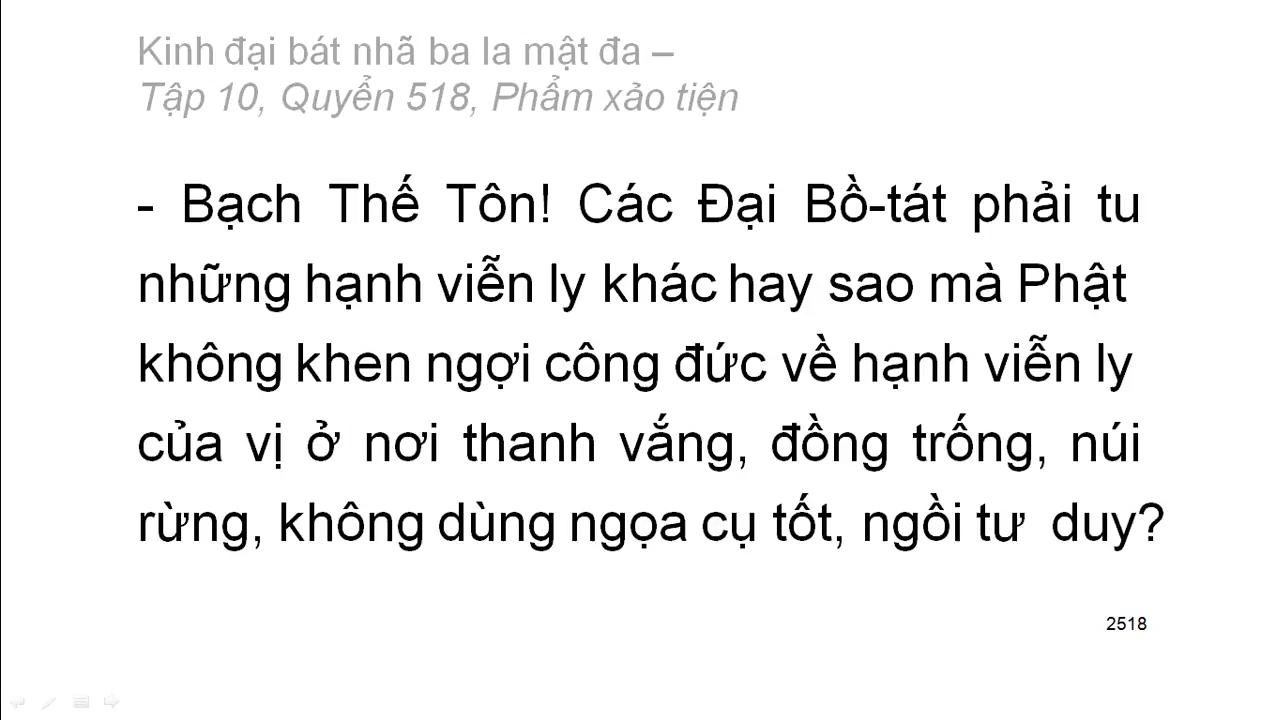 Kinh đại bát nhã ba la mật đa –
Tập 10, Quyển 518, Phẩm xảo tiện
- Bạch Thế Tôn! Các Đại Bồ-tát phải tu
những hạnh viễn ly khác hay sao mà Phật
không khen ngợi công đức về hạnh viễn ly
của vị ở nơi thanh vắng, đồng trống, núi
rừng, không dùng ngọa cụ tốt, ngồi tư duy?
2518